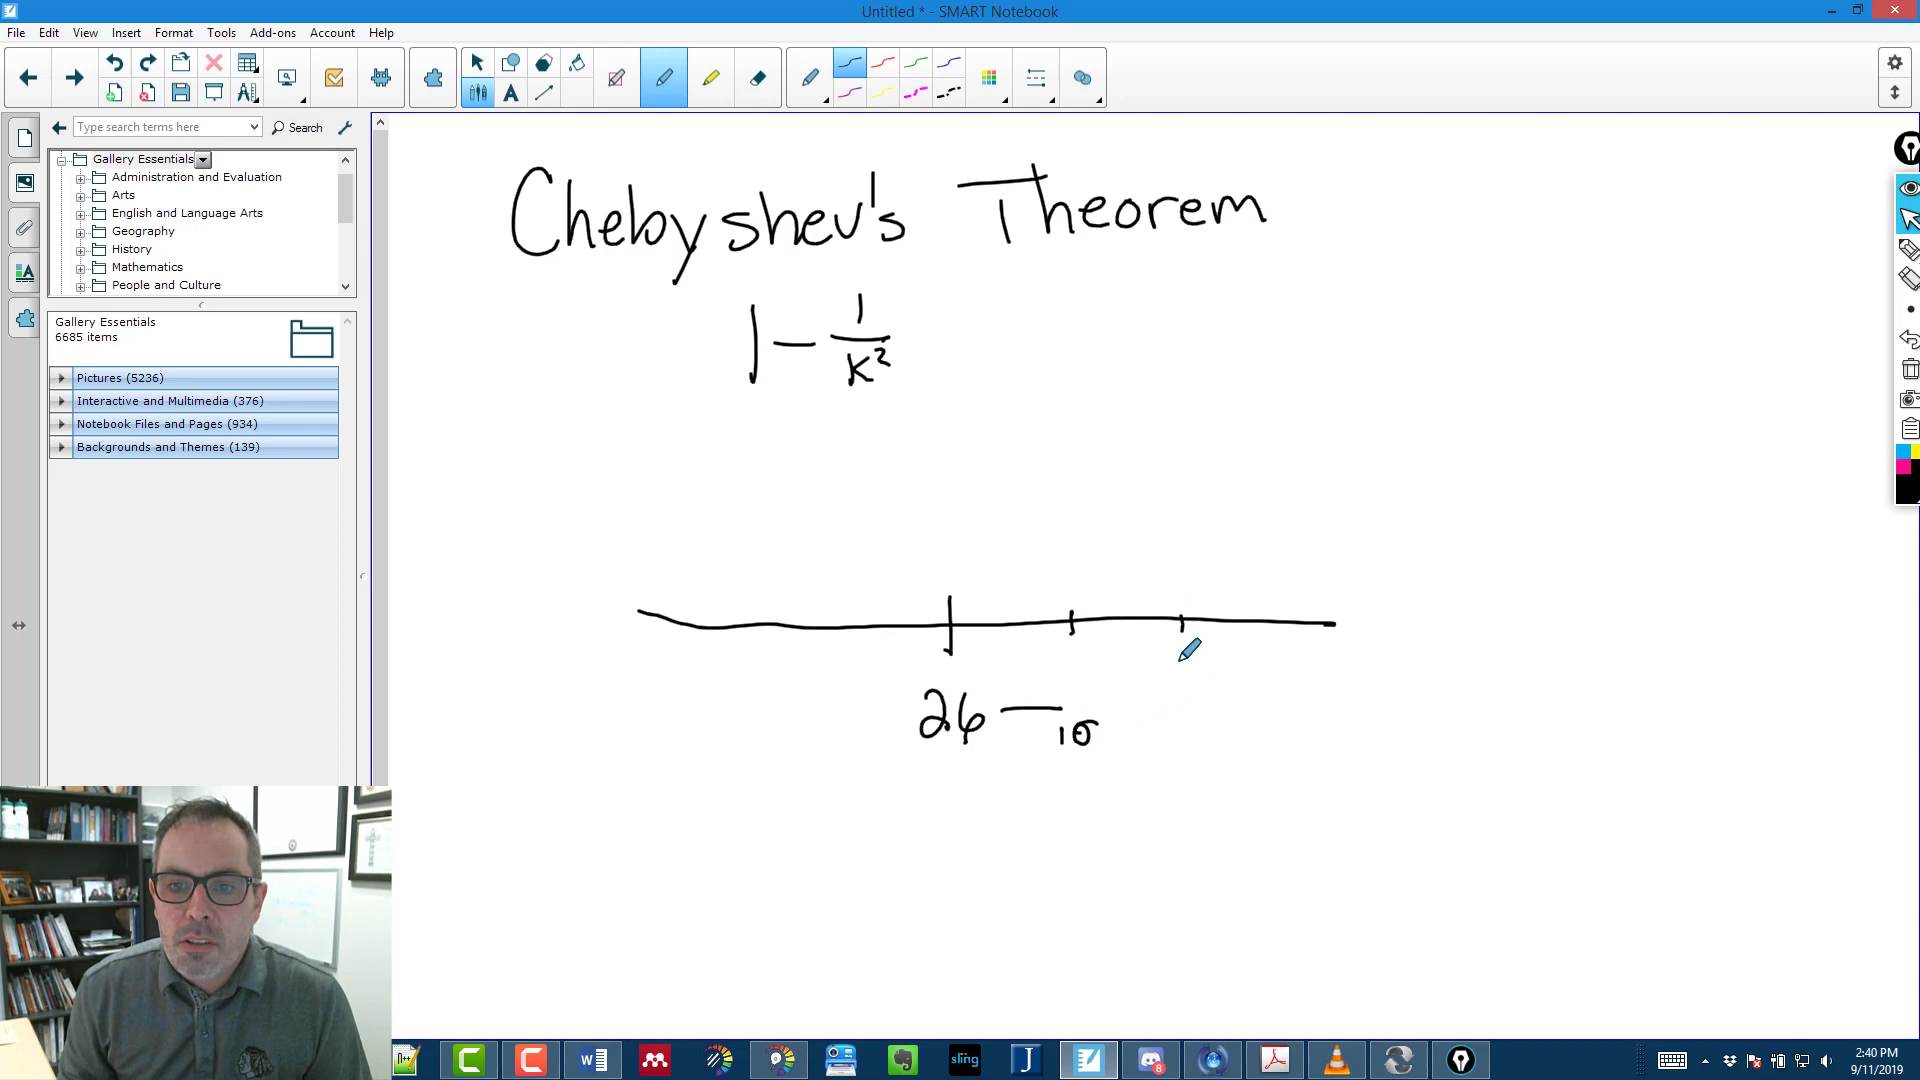 Untitled * - SMART Notebook
File Edit View Insert Format Tools Add-ons Account Help
Type search terms here
Search
Gallery Essentials
Administration and Evaluation
Arts
English and Language Arts
Geography
History
Mathematics
People and Culture
Gallery Essentials
6685 items
Pictures (5236)
Interactive and Multimedia (376)
Notebook Files and Pages (934)
Backgrounds and Themes (139)
Chebyshev's Theorem
1 - 1/K²
26 — 1σ
sling
2:40 PM
9/11/2019